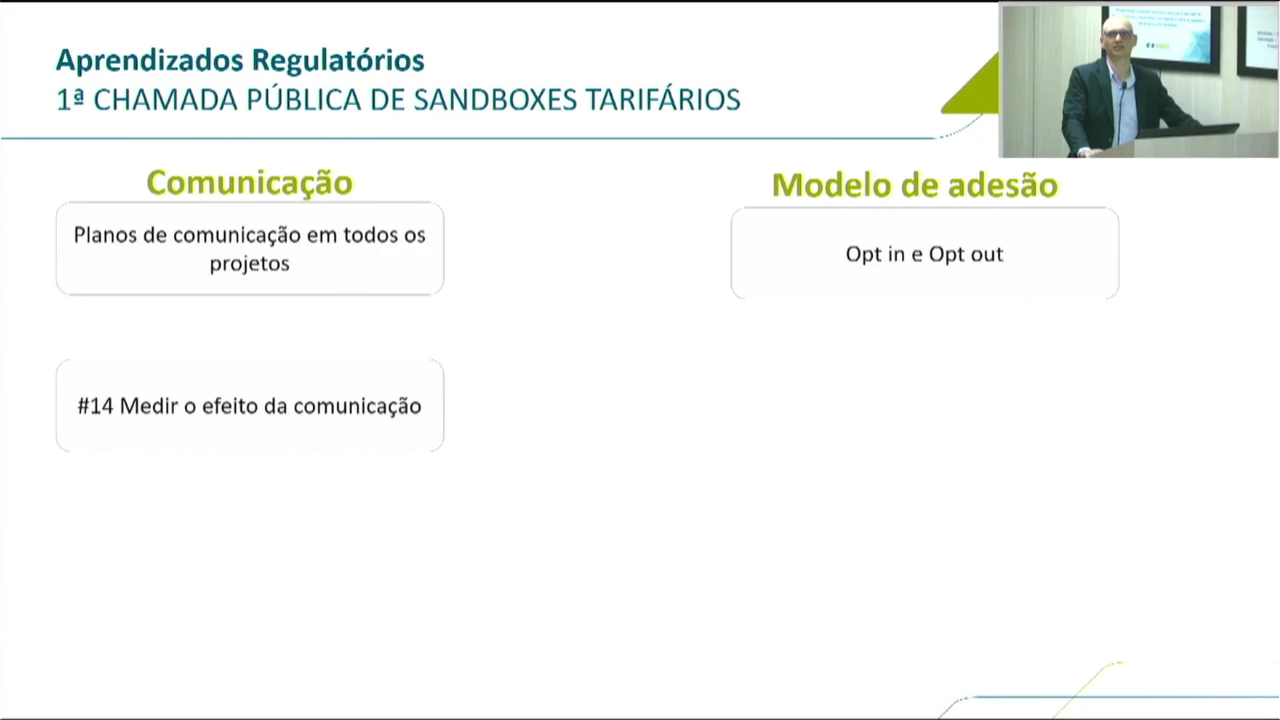 Aprendizados Regulatórios
1ª CHAMADA PÚBLICA DE SANDBOXES TARIFÁRIOS
Comunicação
Modelo de adesão
Planos de comunicação em todos os
projetos
Opt in e Opt out
#14 Medir o efeito da comunicação